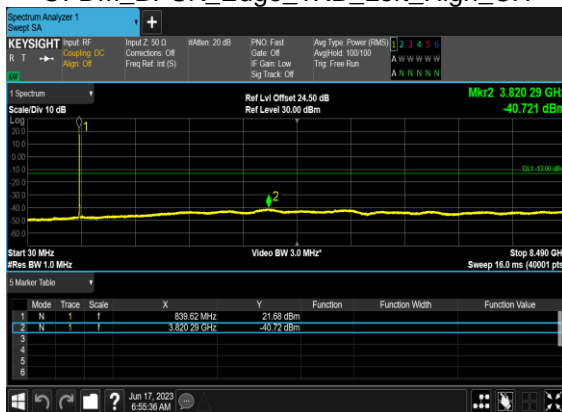 Spectrum Analyzer 1
Swept SA
KEYSIGHT Input: RF Input Z: 50 Ω #Atten: 20 dB PNO: Fast Avg Type: Power (RMS) 1 2 3 4 5 6
R T Coupling: DC Corrections: Off Gate: Off Avg|Hold: 100/100 A W W W W W
Align: Off Freq Ref: Int (S) IF Gain: Low Trig: Free Run
Sig Track: Off A N N N N N
1 Spectrum Ref Lvl Offset 24.50 dB Mkr2 3.820 29 GHz
Scale/Div 10 dB Ref Level 30.00 dBm -40.721 dBm
Log
20.0 1
10.0
0.00
-10.0 DL1 -13.00 dBm
-20.0
-30.0 2
-40.0
-50.0
-60.0
Start 30 MHz Video BW 3.0 MHz* Stop 8.490 GHz
#Res BW 1.0 MHz Sweep 16.0 ms (40001 pts)
5 Marker Table
Mode Trace Scale X Y Function Function Width Function Value
1 N 1 f 839.62 MHz 21.68 dBm
2 N 1 f 3.820 29 GHz -40.72 dBm
3
4
5
6
? Jun 17, 2023
6:55:36 AM